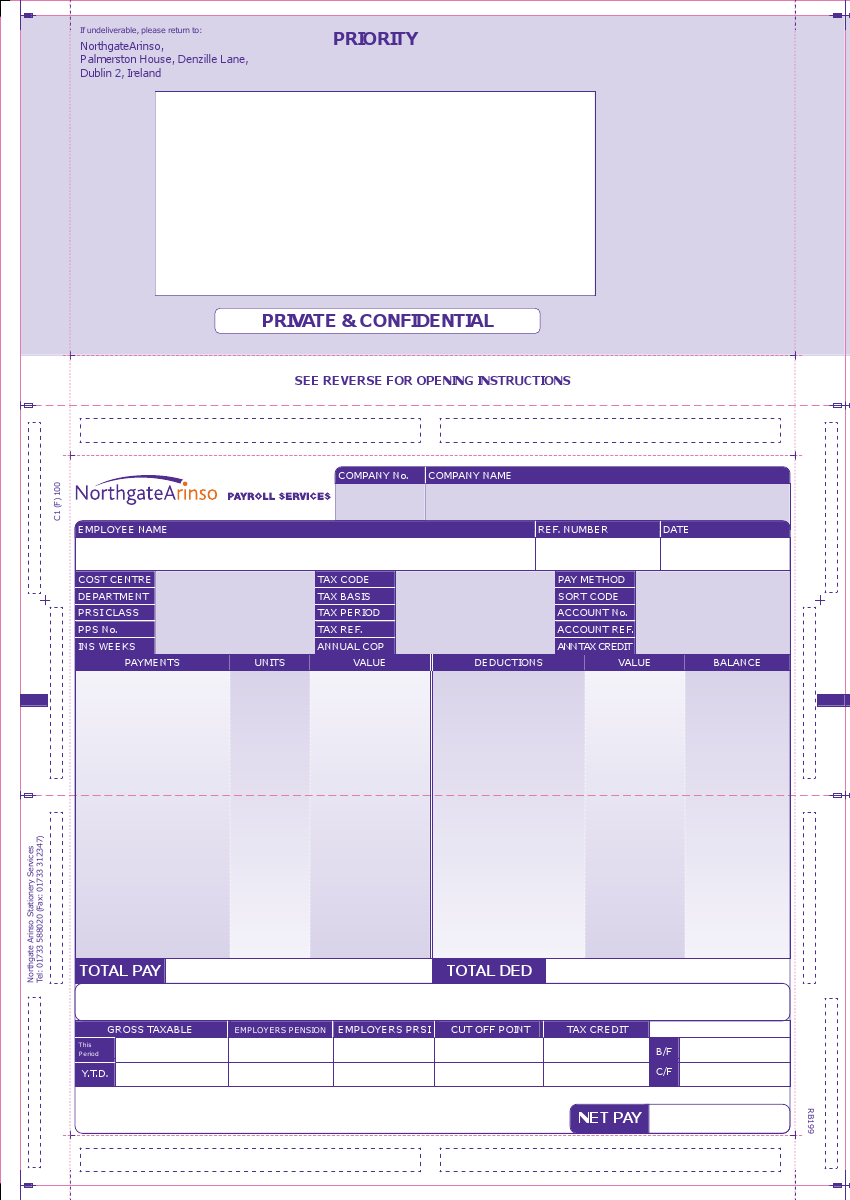 If undeliverable, please return to:
NorthgateArinso,
Palmerston House, Denzille Lane,
Dublin 2, Ireland
PRIORITY
PRIVATE & CONFIDENTIAL
SEE REVERSE FOR OPENING INSTRUCTIONS
C1 (F) 100
NorthgateArinso PAYROLL SERVICES
COMPANY No. COMPANY NAME
EMPLOYEE NAME REF. NUMBER DATE
COST CENTRE TAX CODE PAY METHOD
DEPARTMENT TAX BASIS SORT CODE
PRSI CLASS TAX PERIOD ACCOUNT No.
PPS No. TAX REF. ACCOUNT REF.
INS WEEKS ANNUAL COP ANN TAX CREDIT
PAYMENTS UNITS VALUE DEDUCTIONS VALUE BALANCE
Northgate Arinso Stationery Services
Tel: 01733 588020 (Fax: 01733 312347)
TOTAL PAY TOTAL DED
GROSS TAXABLE EMPLOYERS PENSION EMPLOYERS PRSI CUT OFF POINT TAX CREDIT
This
Period
B/F
Y.T.D. C/F
NET PAY
RB199